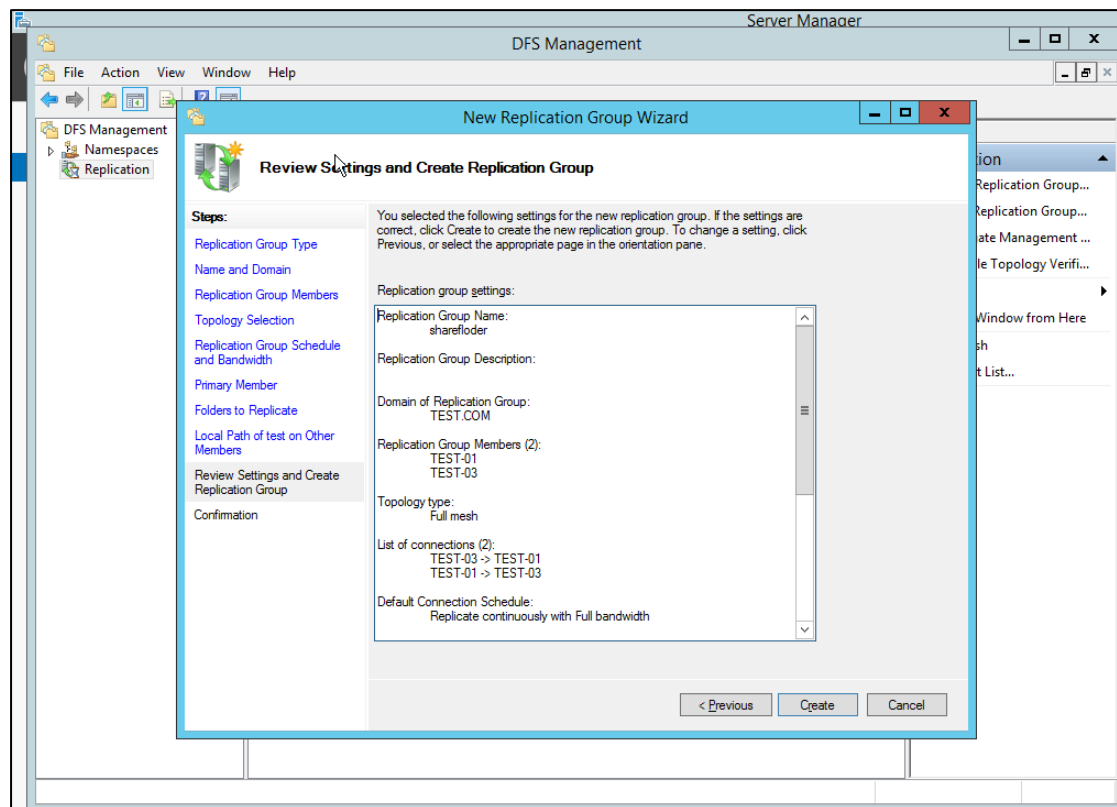 Server Manager
DFS Management
File Action View Window Help
DFS Management
Namespaces
Replication
New Replication Group Wizard
Review Settings and Create Replication Group
Steps:
Replication Group Type
Name and Domain
Replication Group Members
Topology Selection
Replication Group Schedule
and Bandwidth
Primary Member
Folders to Replicate
Local Path of test on Other
Members
Review Settings and Create
Replication Group
Confirmation
You selected the following settings for the new replication group. If the settings are
correct, click Create to create the new replication group. To change a setting, click
Previous, or select the appropriate page in the orientation pane.
Replication group settings:
Replication Group Name:
sharefloder
Replication Group Description:
Domain of Replication Group:
TEST.COM
Replication Group Members (2):
TEST-01
TEST-03
Topology type:
Full mesh
List of connections (2):
TEST-03 -> TEST-01
TEST-01 -> TEST-03
Default Connection Schedule:
Replicate continuously with Full bandwidth
< Previous
Create
Cancel
ion
Replication Group...
Replication Group...
ate Management ...
le Topology Verifi...
Window from Here
sh
t List...